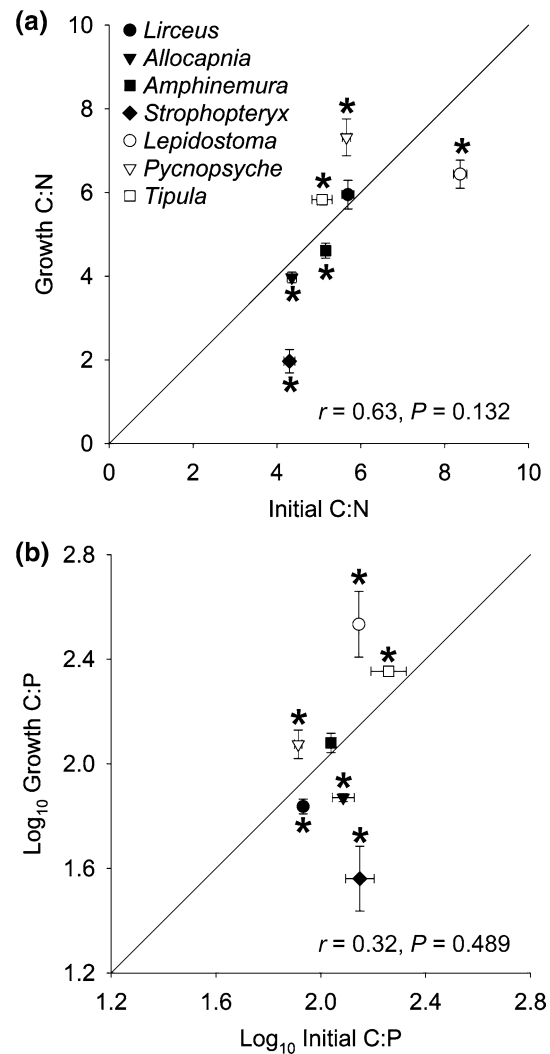 (a)
10
8
6
4
2
0
Growth C:N
Lirceus
Allocapnia
Amphinemura
Strophopteryx
Lepidostoma
Pycnopsyche
Tipula
*
*
*
*
*
*
r = 0.63, P = 0.132
0 2 4 6 8 10
Initial C:N
(b)
2.8
2.4
2.0
1.6
1.2
Log₁₀ Growth C:P
*
*
*
*
*
*
r = 0.32, P = 0.489
1.2 1.6 2.0 2.4 2.8
Log₁₀ Initial C:P